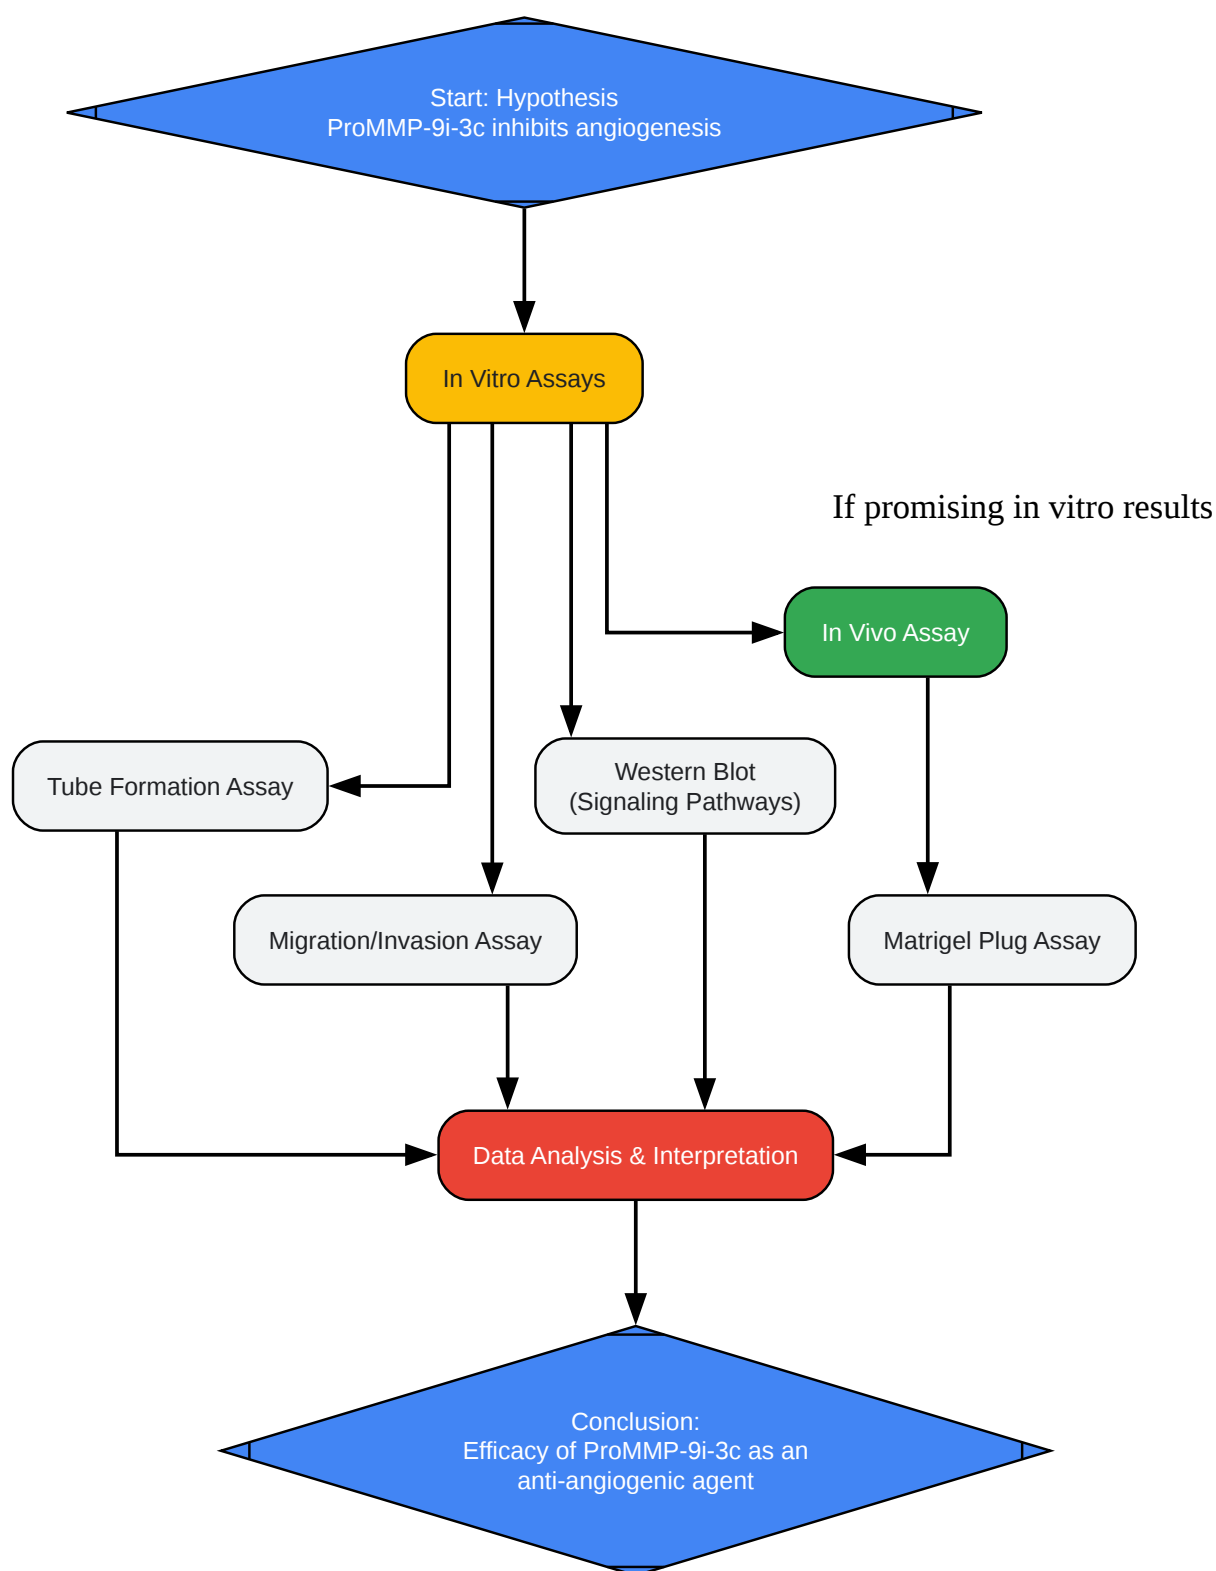 Start: Hypothesis
ProMMP-9i-3c inhibits angiogenesis
In Vitro Assays
If promising in vitro results
In Vivo Assay
Tube Formation Assay
Western Blot
(Signaling Pathways)
Migration/Invasion Assay
Matrigel Plug Assay
Data Analysis & Interpretation
Conclusion:
Efficacy of ProMMP-9i-3c as an
anti-angiogenic agent